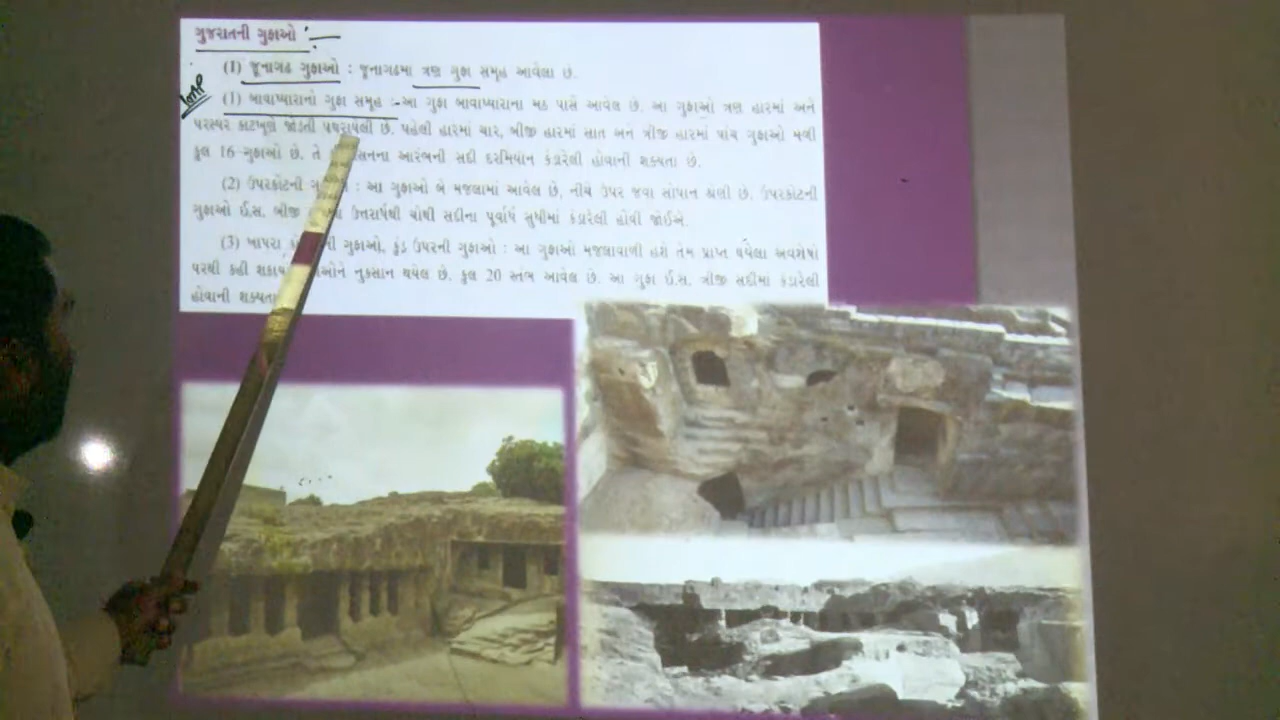 ગુજરાતની ગુફાઓ :-
(1) જૂનાગઢ ગુફાઓ : જૂનાગઢમા ત્રણ ગુફા સમૂહ આવેલા છે.
IMP
(1) બાવાપ્યારાનો ગુફા સમૂહ :-આ ગુફા બાવાપ્યારાના મઠ પાસે આવેલ છે. આ ગુફાઓ ત્રણ હારમાં અને
પરસ્પર કાટખૂણે જોડતી પથરાયેલી છે. પહેલી હારમાં ચાર, બીજી હારમાં સાત અને ત્રીજી હારમાં પાંચ ગુફાઓ મળી
કુલ 16 ગુફાઓ છે. તે આરંભની સદી દરમિયાન કંડારેલી હોવાની શક્યતા છે.
(2) ઉપરકોટની : આ ગુફાઓ બે મજલામાં આવેલ છે, નીચે ઉપર જવા સોપાન શ્રેણી છે. ઉપરકોટની
ગુફાઓ ઈ.સ. બીજી ઉત્તરાર્ધથી ચોથી સદીના પૂર્વાર્ધ સુધીમાં કંડારેલી હોવી જોઈએ.
(3) ખાપરા ગુફાઓ, કુંડ ઉપરની ગુફાઓ : આ ગુફાઓ મજલાવાળી હશે તેમ પ્રાપ્ત થયેલા અવશેષો
પરથી કહી નુકસાન થયેલ છે. કુલ 20 સ્તંભ આવેલ છે. આ ગુફા ઈ.સ. ત્રીજી સદીમાં કંડારેલી
હોવાની શક્યતા